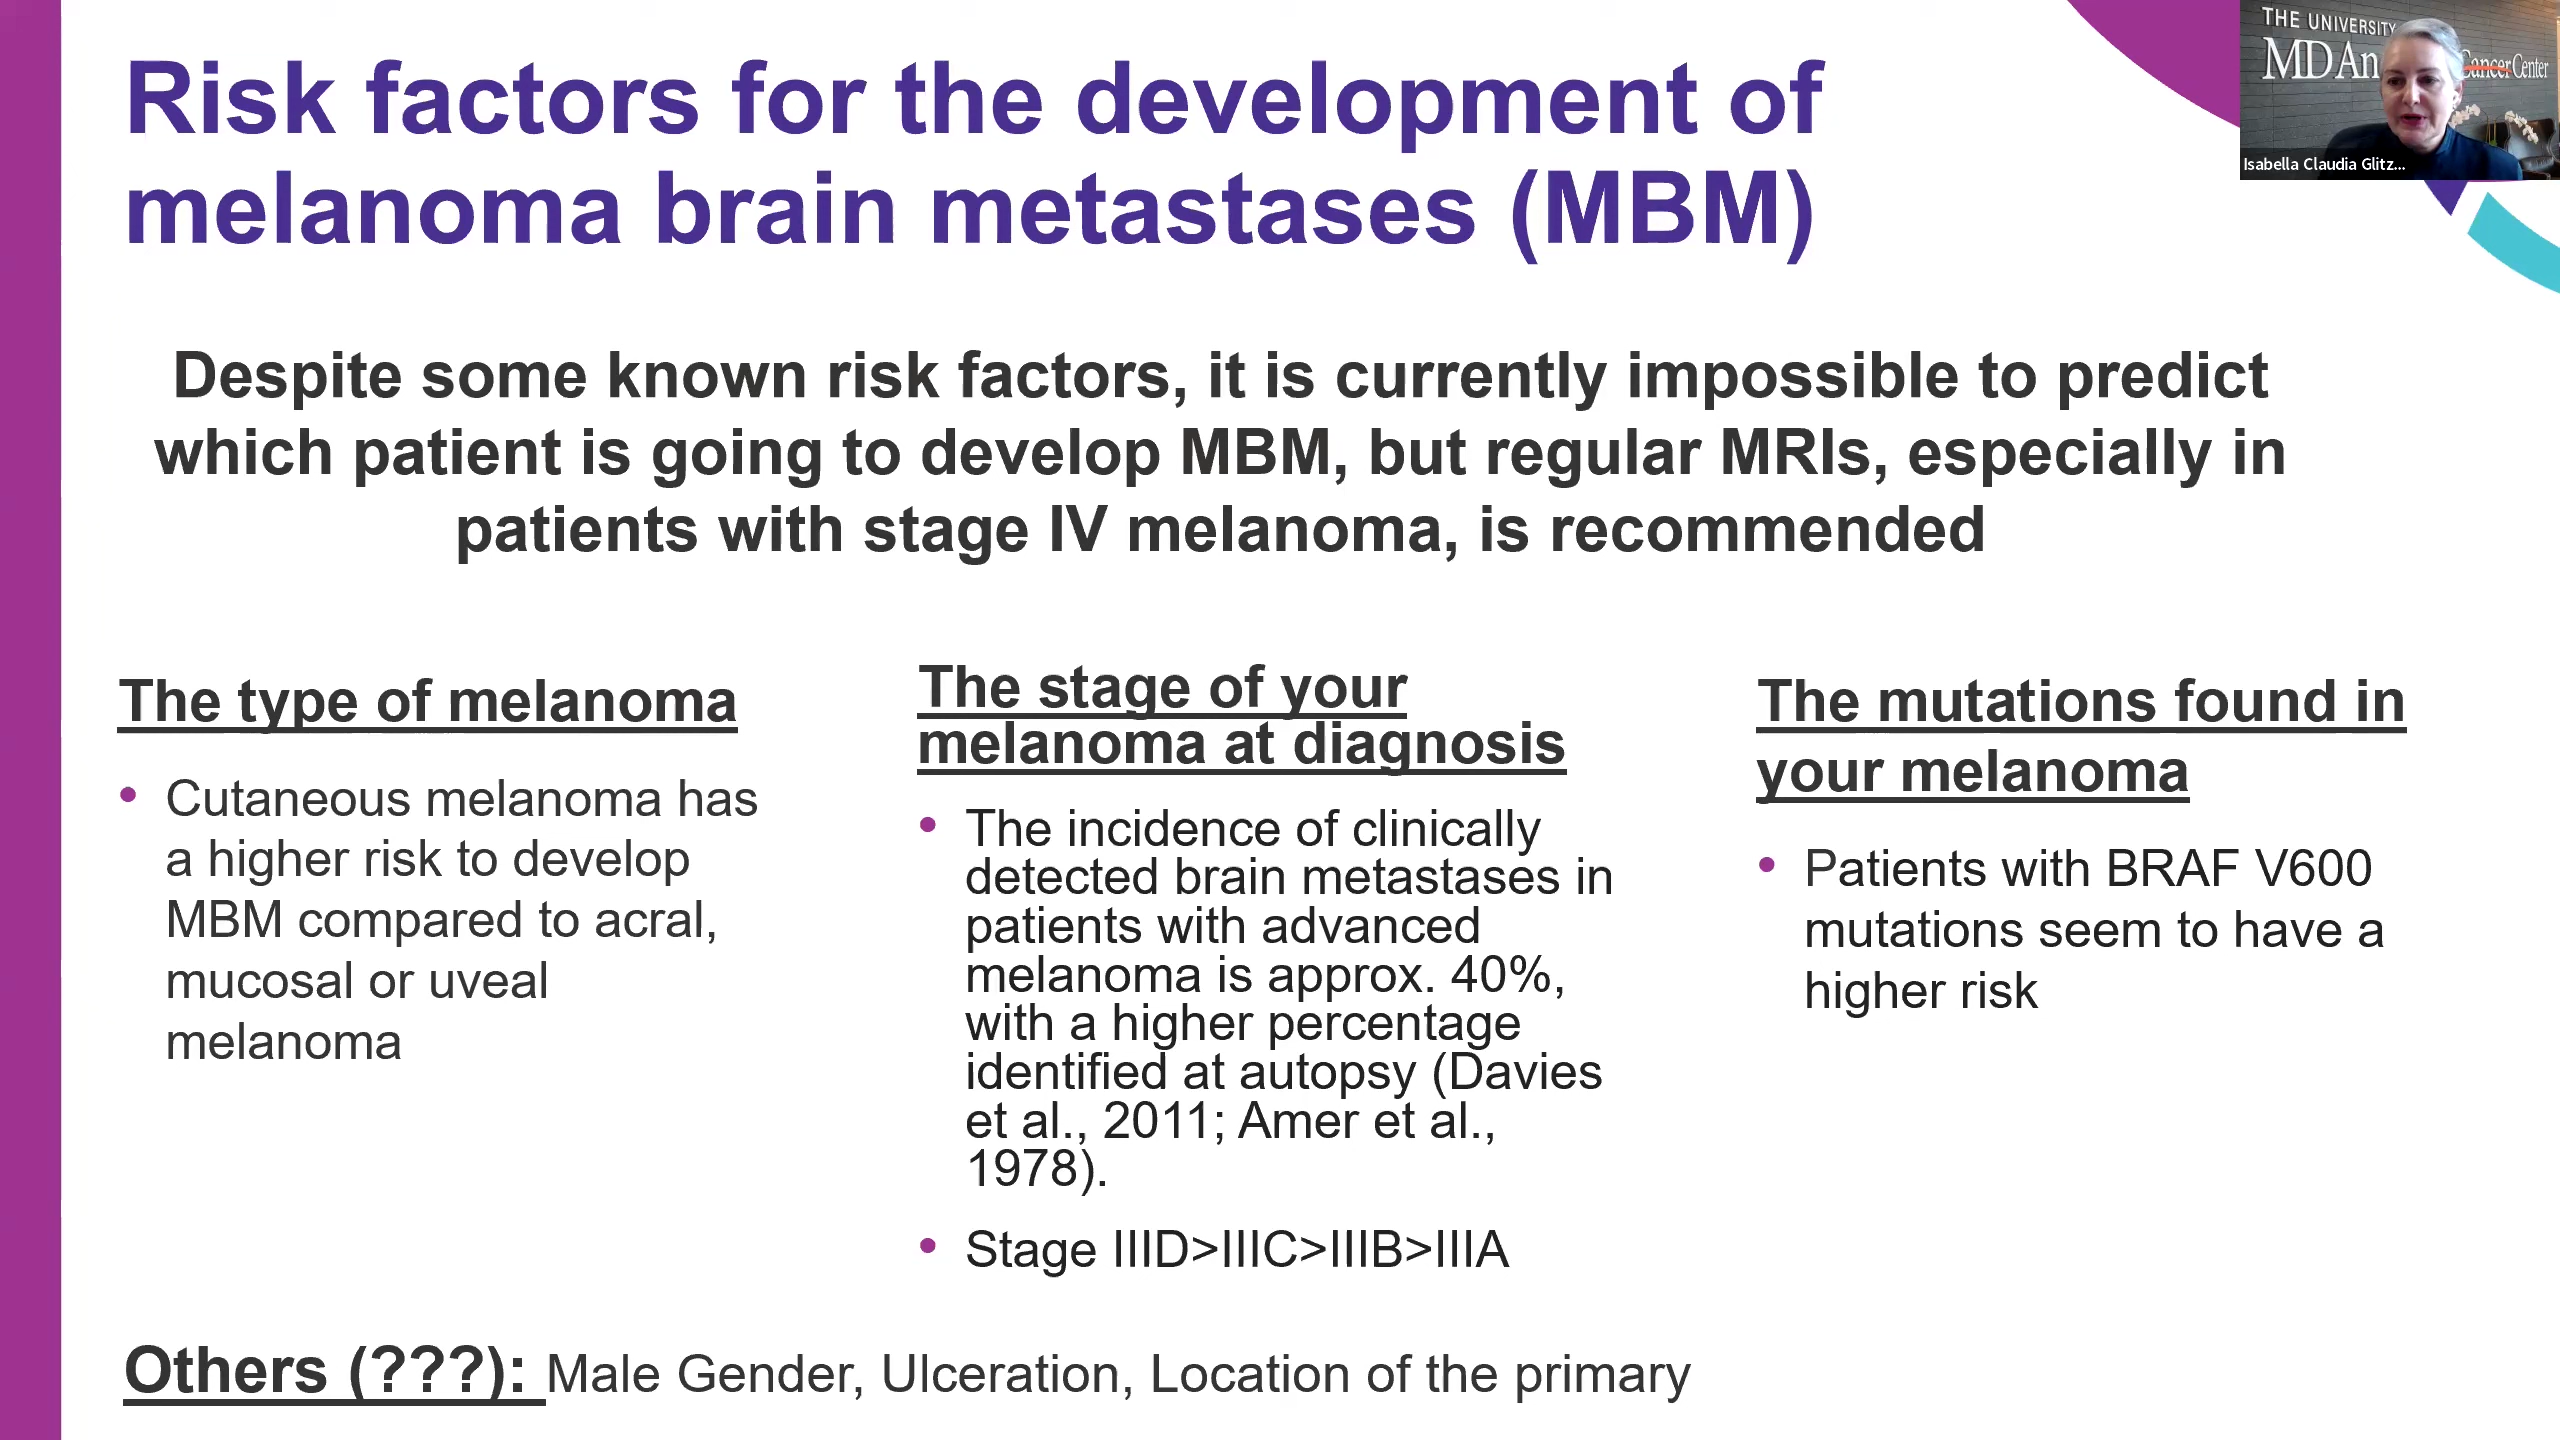 Risk factors for the development of
melanoma brain metastases (MBM)
THE UNIVERSITY
MD An
Cancer Center
Isabella Claudia Glitz...
Despite some known risk factors, it is currently impossible to predict
which patient is going to develop MBM, but regular MRIs, especially in
patients with stage IV melanoma, is recommended
The type of melanoma
• Cutaneous melanoma has
a higher risk to develop
MBM compared to acral,
mucosal or uveal
melanoma
The stage of your
melanoma at diagnosis
• The incidence of clinically
detected brain metastases in
patients with advanced
melanoma is approx. 40%,
with a higher percentage
identified at autopsy (Davies
et al., 2011; Amer et al.,
1978).
• Stage IIID>IIIC>IIIB>IIIA
The mutations found in
your melanoma
• Patients with BRAF V600
mutations seem to have a
higher risk
Others (???): Male Gender, Ulceration, Location of the primary